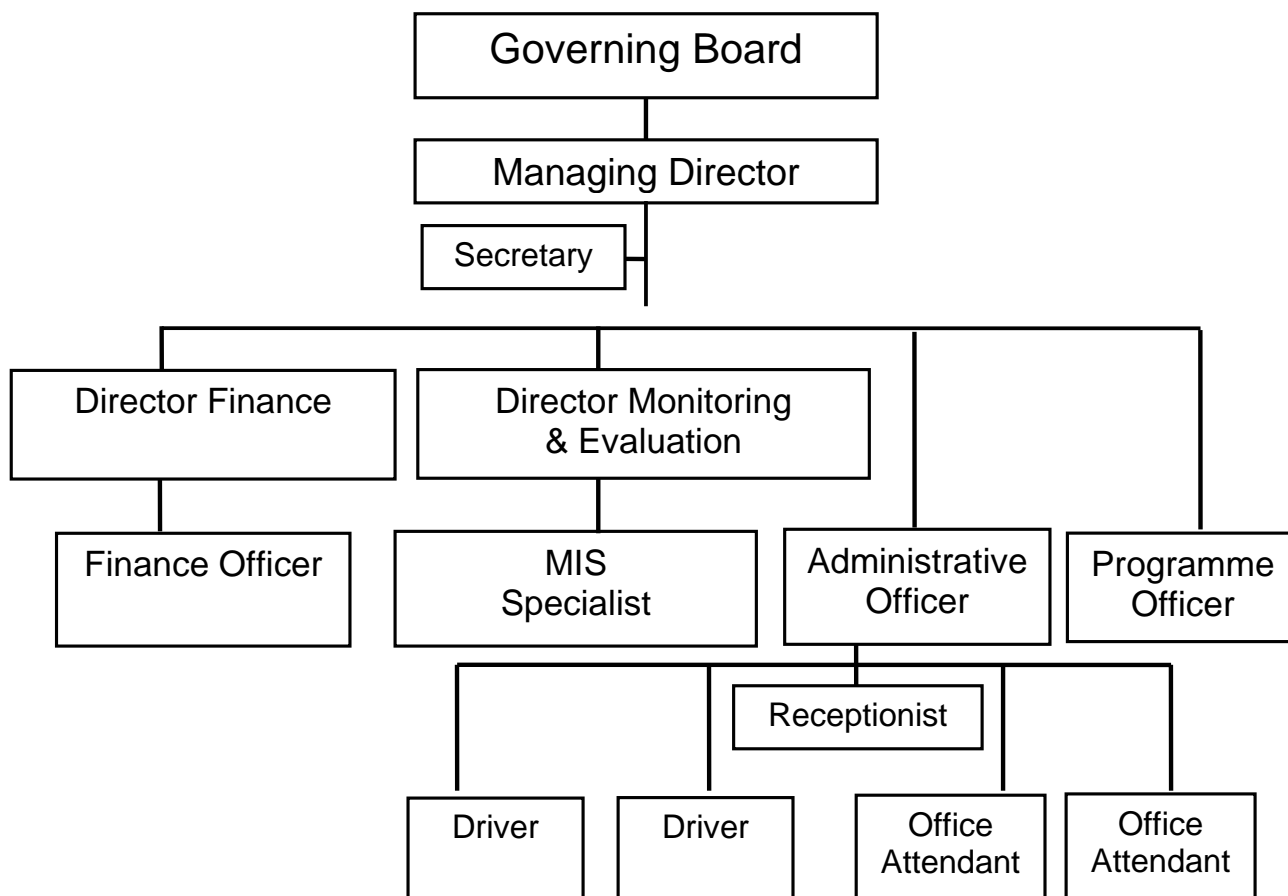 Governing Board
Managing Director
Secretary
Director Finance
Director Monitoring
& Evaluation
Finance Officer
MIS
Specialist
Administrative
Officer
Programme
Officer
Receptionist
Driver
Driver
Office
Attendant
Office
Attendant